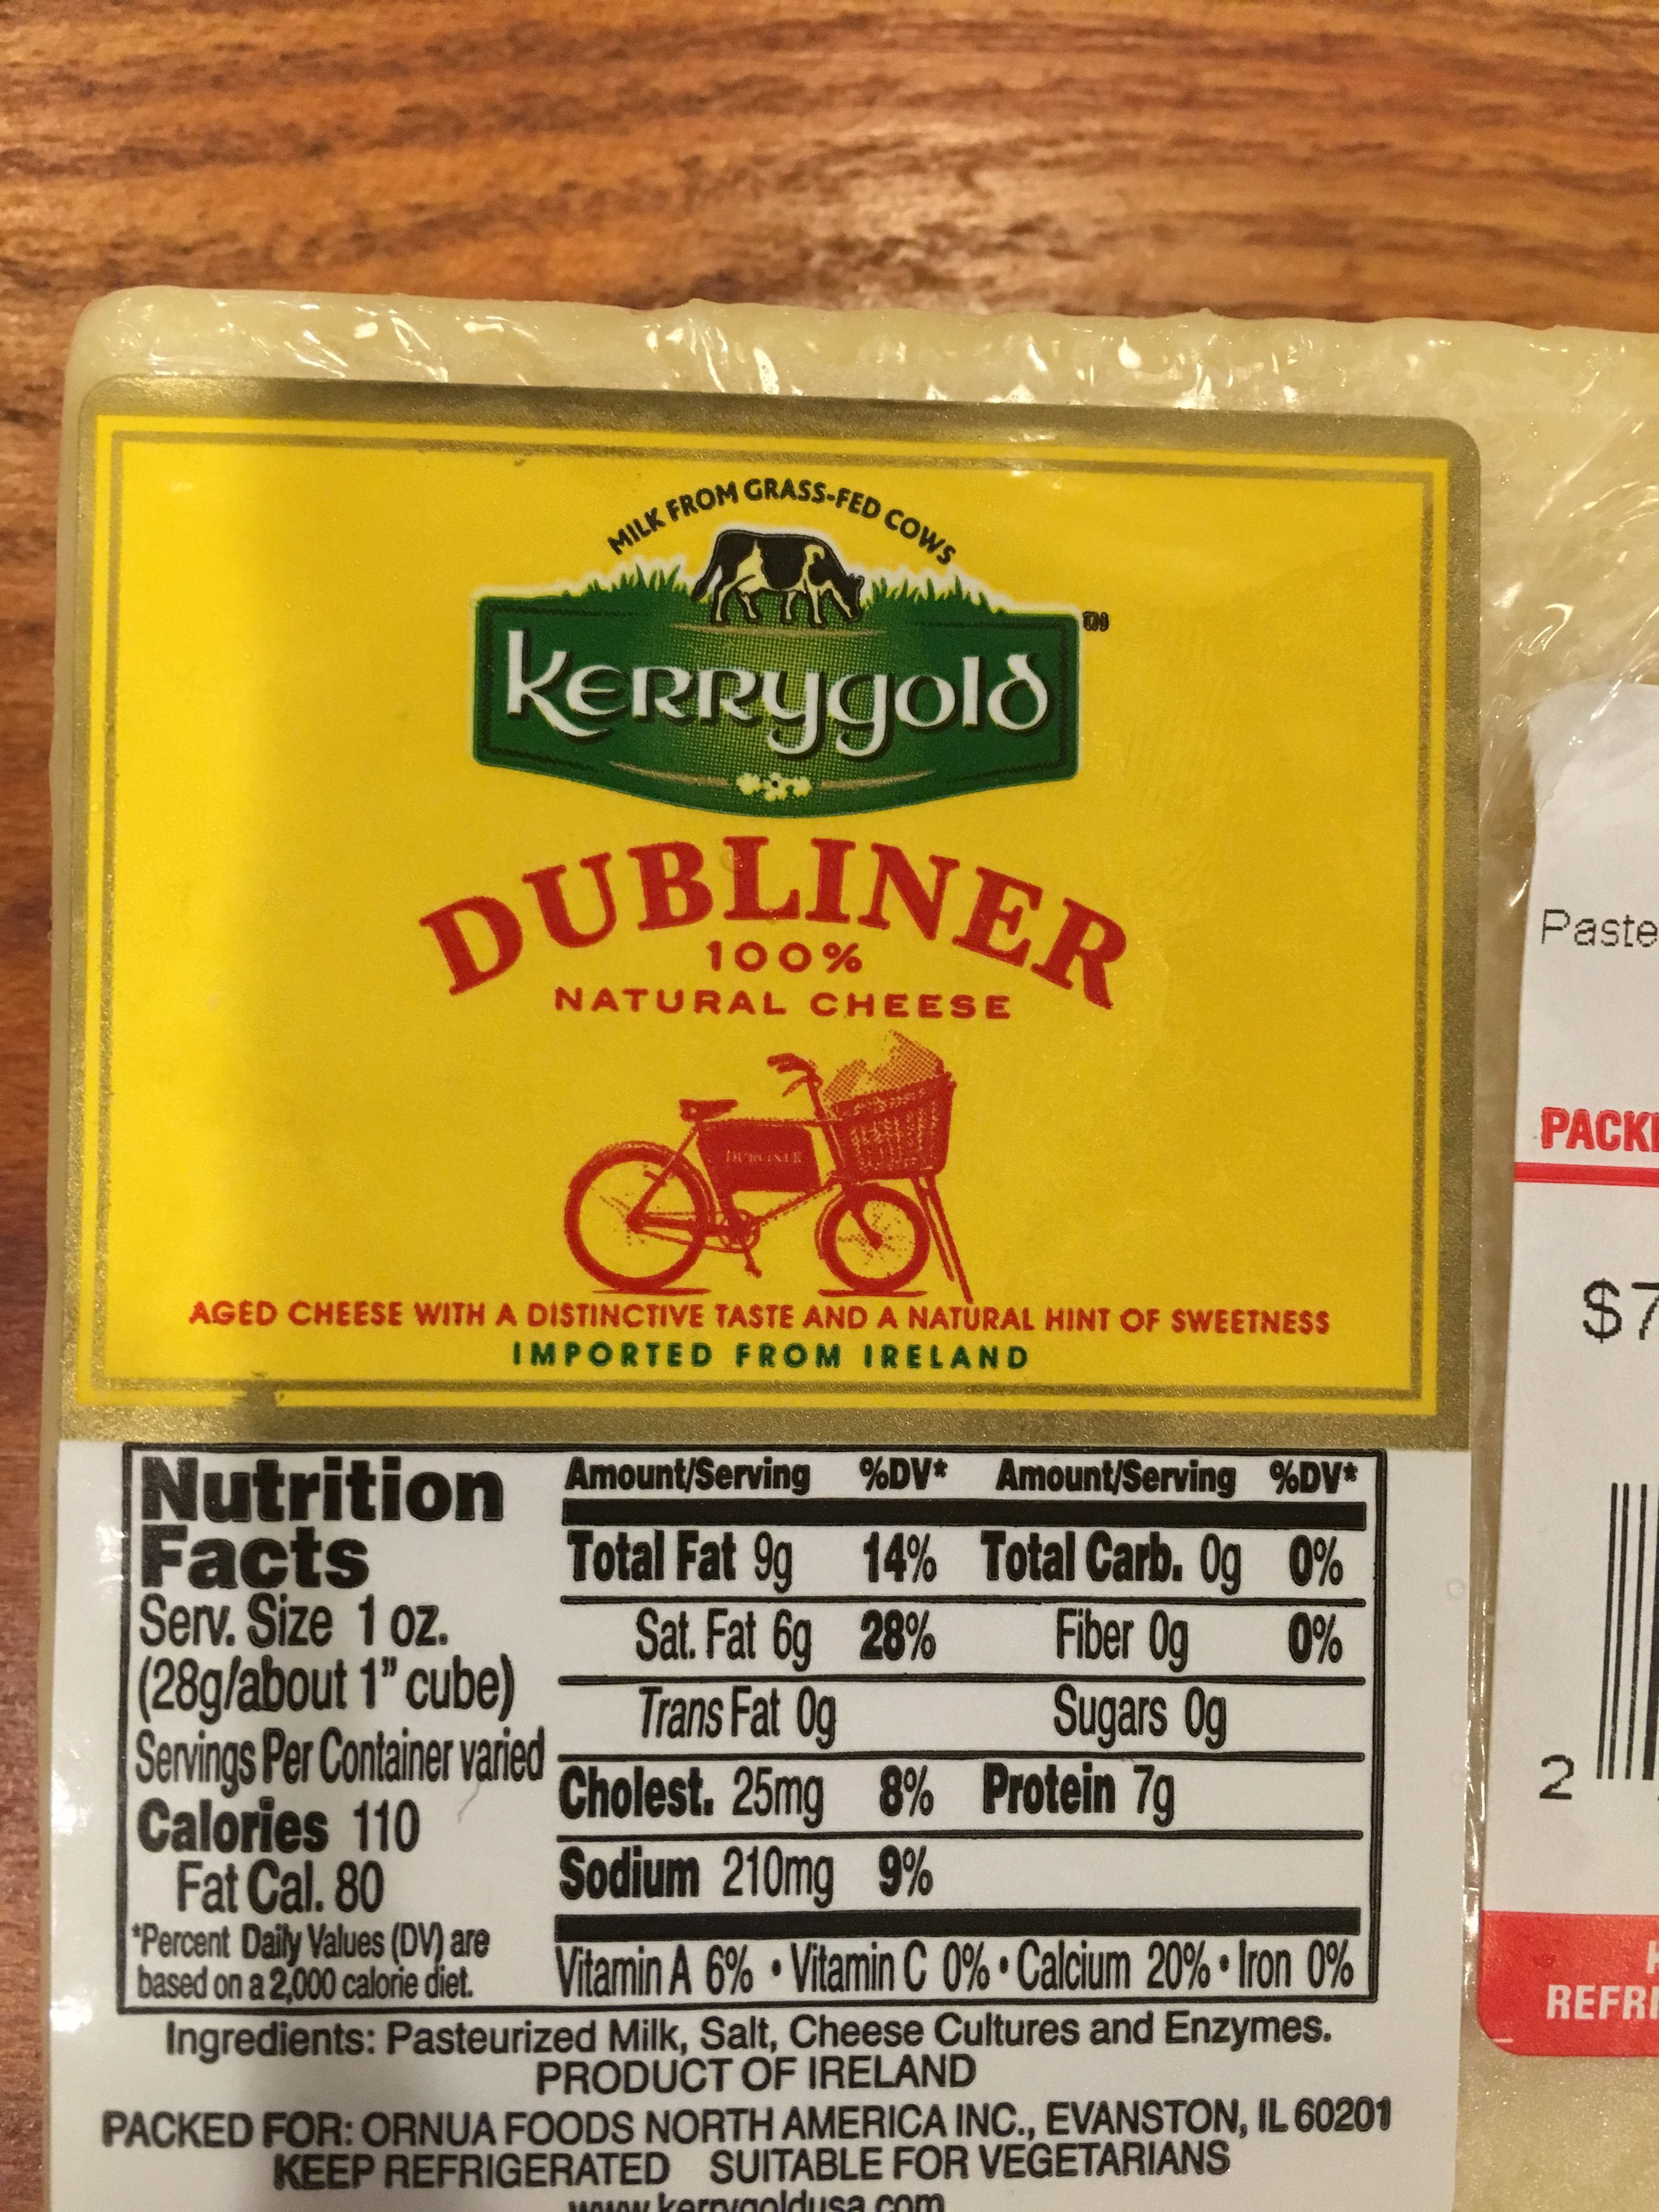 MILK FROM GRASS-FED COWS
Kerrygold
TM
DUBLINER
100%
NATURAL CHEESE
DUBLINER
AGED CHEESE WITH A DISTINCTIVE TASTE AND A NATURAL HINT OF SWEETNESS
IMPORTED FROM IRELAND
Nutrition
Facts
Serv. Size 1 oz.
(28g/about 1" cube)
Servings Per Container varied
Calories 110
Fat Cal. 80
*Percent Daily Values (DV) are
based on a 2,000 calorie diet.
Amount/Serving %DV* Amount/Serving %DV*
Total Fat 9g 14% Total Carb. 0g 0%
Sat. Fat 6g 28% Fiber 0g 0%
Trans Fat 0g Sugars 0g
Cholest. 25mg 8% Protein 7g
Sodium 210mg 9%
Vitamin A 6% • Vitamin C 0% • Calcium 20% • Iron 0%
Ingredients: Pasteurized Milk, Salt, Cheese Cultures and Enzymes.
PRODUCT OF IRELAND
PACKED FOR: ORNUA FOODS NORTH AMERICA INC., EVANSTON, IL 60201
KEEP REFRIGERATED SUITABLE FOR VEGETARIANS
www.kerrygoldusa.com
Paste
PACK
$7
2
REFRI